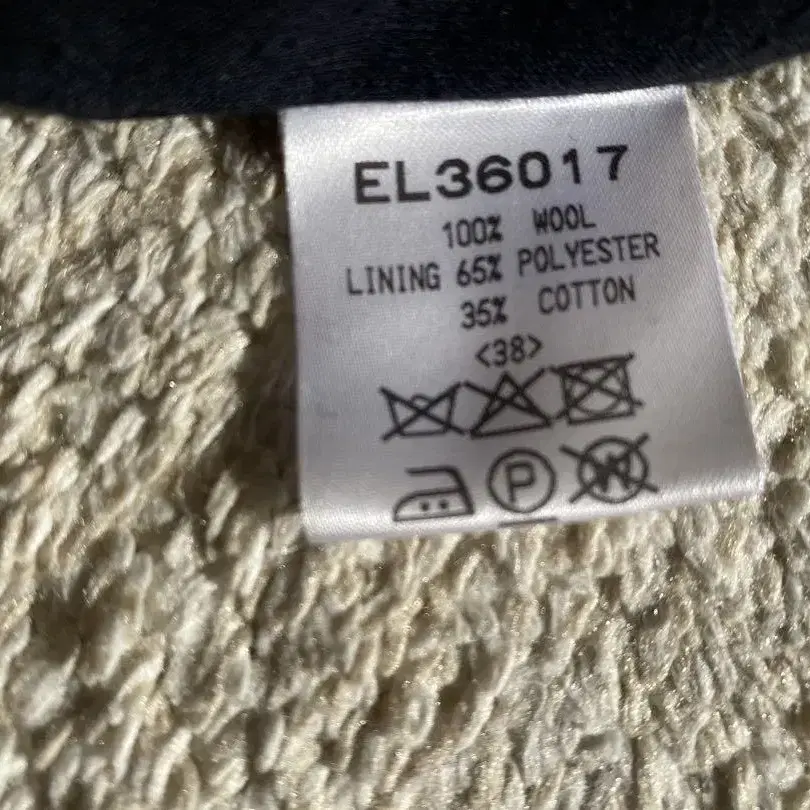 EL36017
100% WOOL
LINING 65% POLYESTER
35% COTTON
<38>
P W